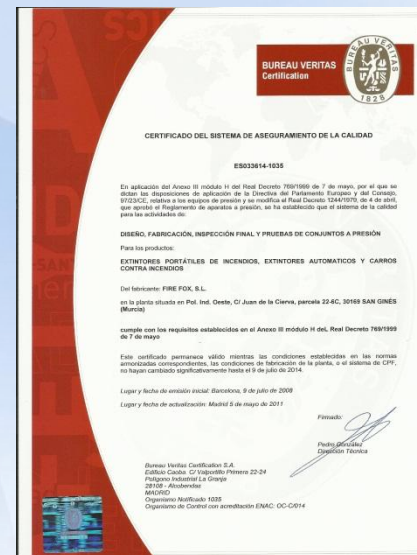 BUREAU VERITAS
Certification
BUREAU VERITAS
1828
CERTIFICADO DEL SISTEMA DE ASEGURAMIENTO DE LA CALIDAD
ES033614-1035
En aplicación del Anexo III módulo H del Real Decreto 769/1999 de 7 de mayo, por el que se
dictan las disposiciones de aplicación de la Directiva del Parlamento Europeo y del Consejo,
97/23/CE, relativa a los equipos de presión y se modifica el Real Decreto 1244/1979, de 4 de abril,
que aprobó el Reglamento de aparatos a presión, se ha establecido que el sistema de la calidad
para las actividades de:
DISEÑO, FABRICACIÓN, INSPECCIÓN FINAL Y PRUEBAS DE CONJUNTOS A PRESIÓN
Para los productos:
EXTINTORES PORTÁTILES DE INCENDIOS, EXTINTORES AUTOMATICOS Y CARROS
CONTRA INCENDIOS
Del fabricante: FIRE FOX, S.L.
en la planta situada en Pol. Ind. Oeste, C/ Juan de la Cierva, parcela 22-6C, 30169 SAN GINÉS
(Murcia)
cumple con los requisitos establecidos en el Anexo III módulo H del, Real Decreto 769/1999
de 7 de mayo
Este certificado permanece válido mientras las condiciones establecidas en las normas
armonizadas correspondientes, las condiciones de fabricación de la planta, o el sistema de CPF,
no hayan cambiado significativamente hasta el 9 de julio de 2014.
Lugar y fecha de emisión inicial: Barcelona, 9 de julio de 2008
Lugar y fecha de actualización: Madrid 5 de mayo de 2011
Firmado:
Pedro González
Dirección Técnica
Bureau Veritas Certification S.A.
Edificio Caoba C/ Valportillo Primera 22-24
Polígono Industrial La Granja
28108 - Alcobendas
MADRID
Organismo Notificado 1035
Organismo de Control con acreditación ENAC: OC-C/014